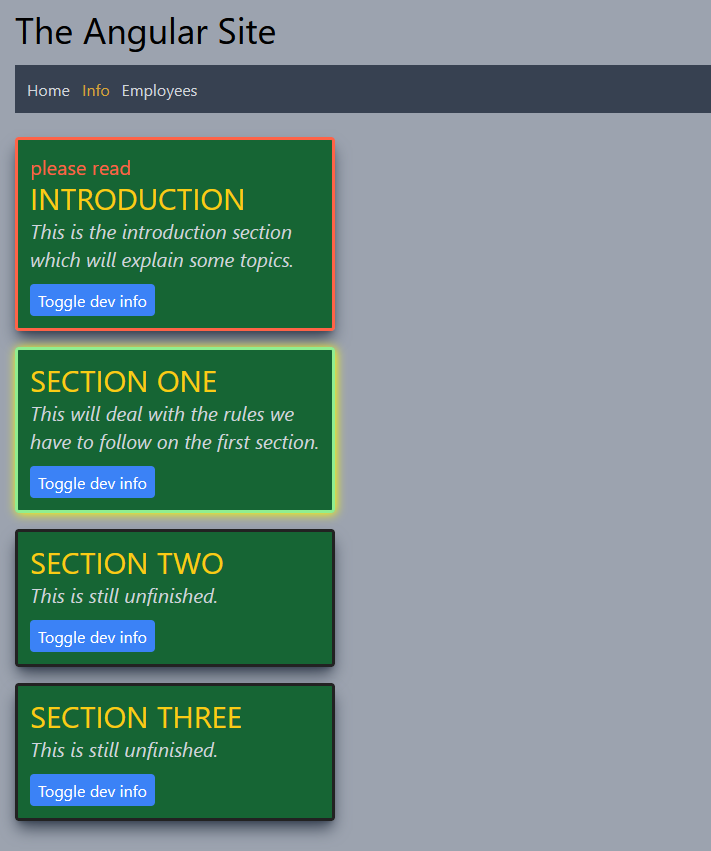 The Angular Site
Home Info Employees
please read
INTRODUCTION
This is the introduction section
which will explain some topics.
Toggle dev info
SECTION ONE
This will deal with the rules we
have to follow on the first section.
Toggle dev info
SECTION TWO
This is still unfinished.
Toggle dev info
SECTION THREE
This is still unfinished.
Toggle dev info